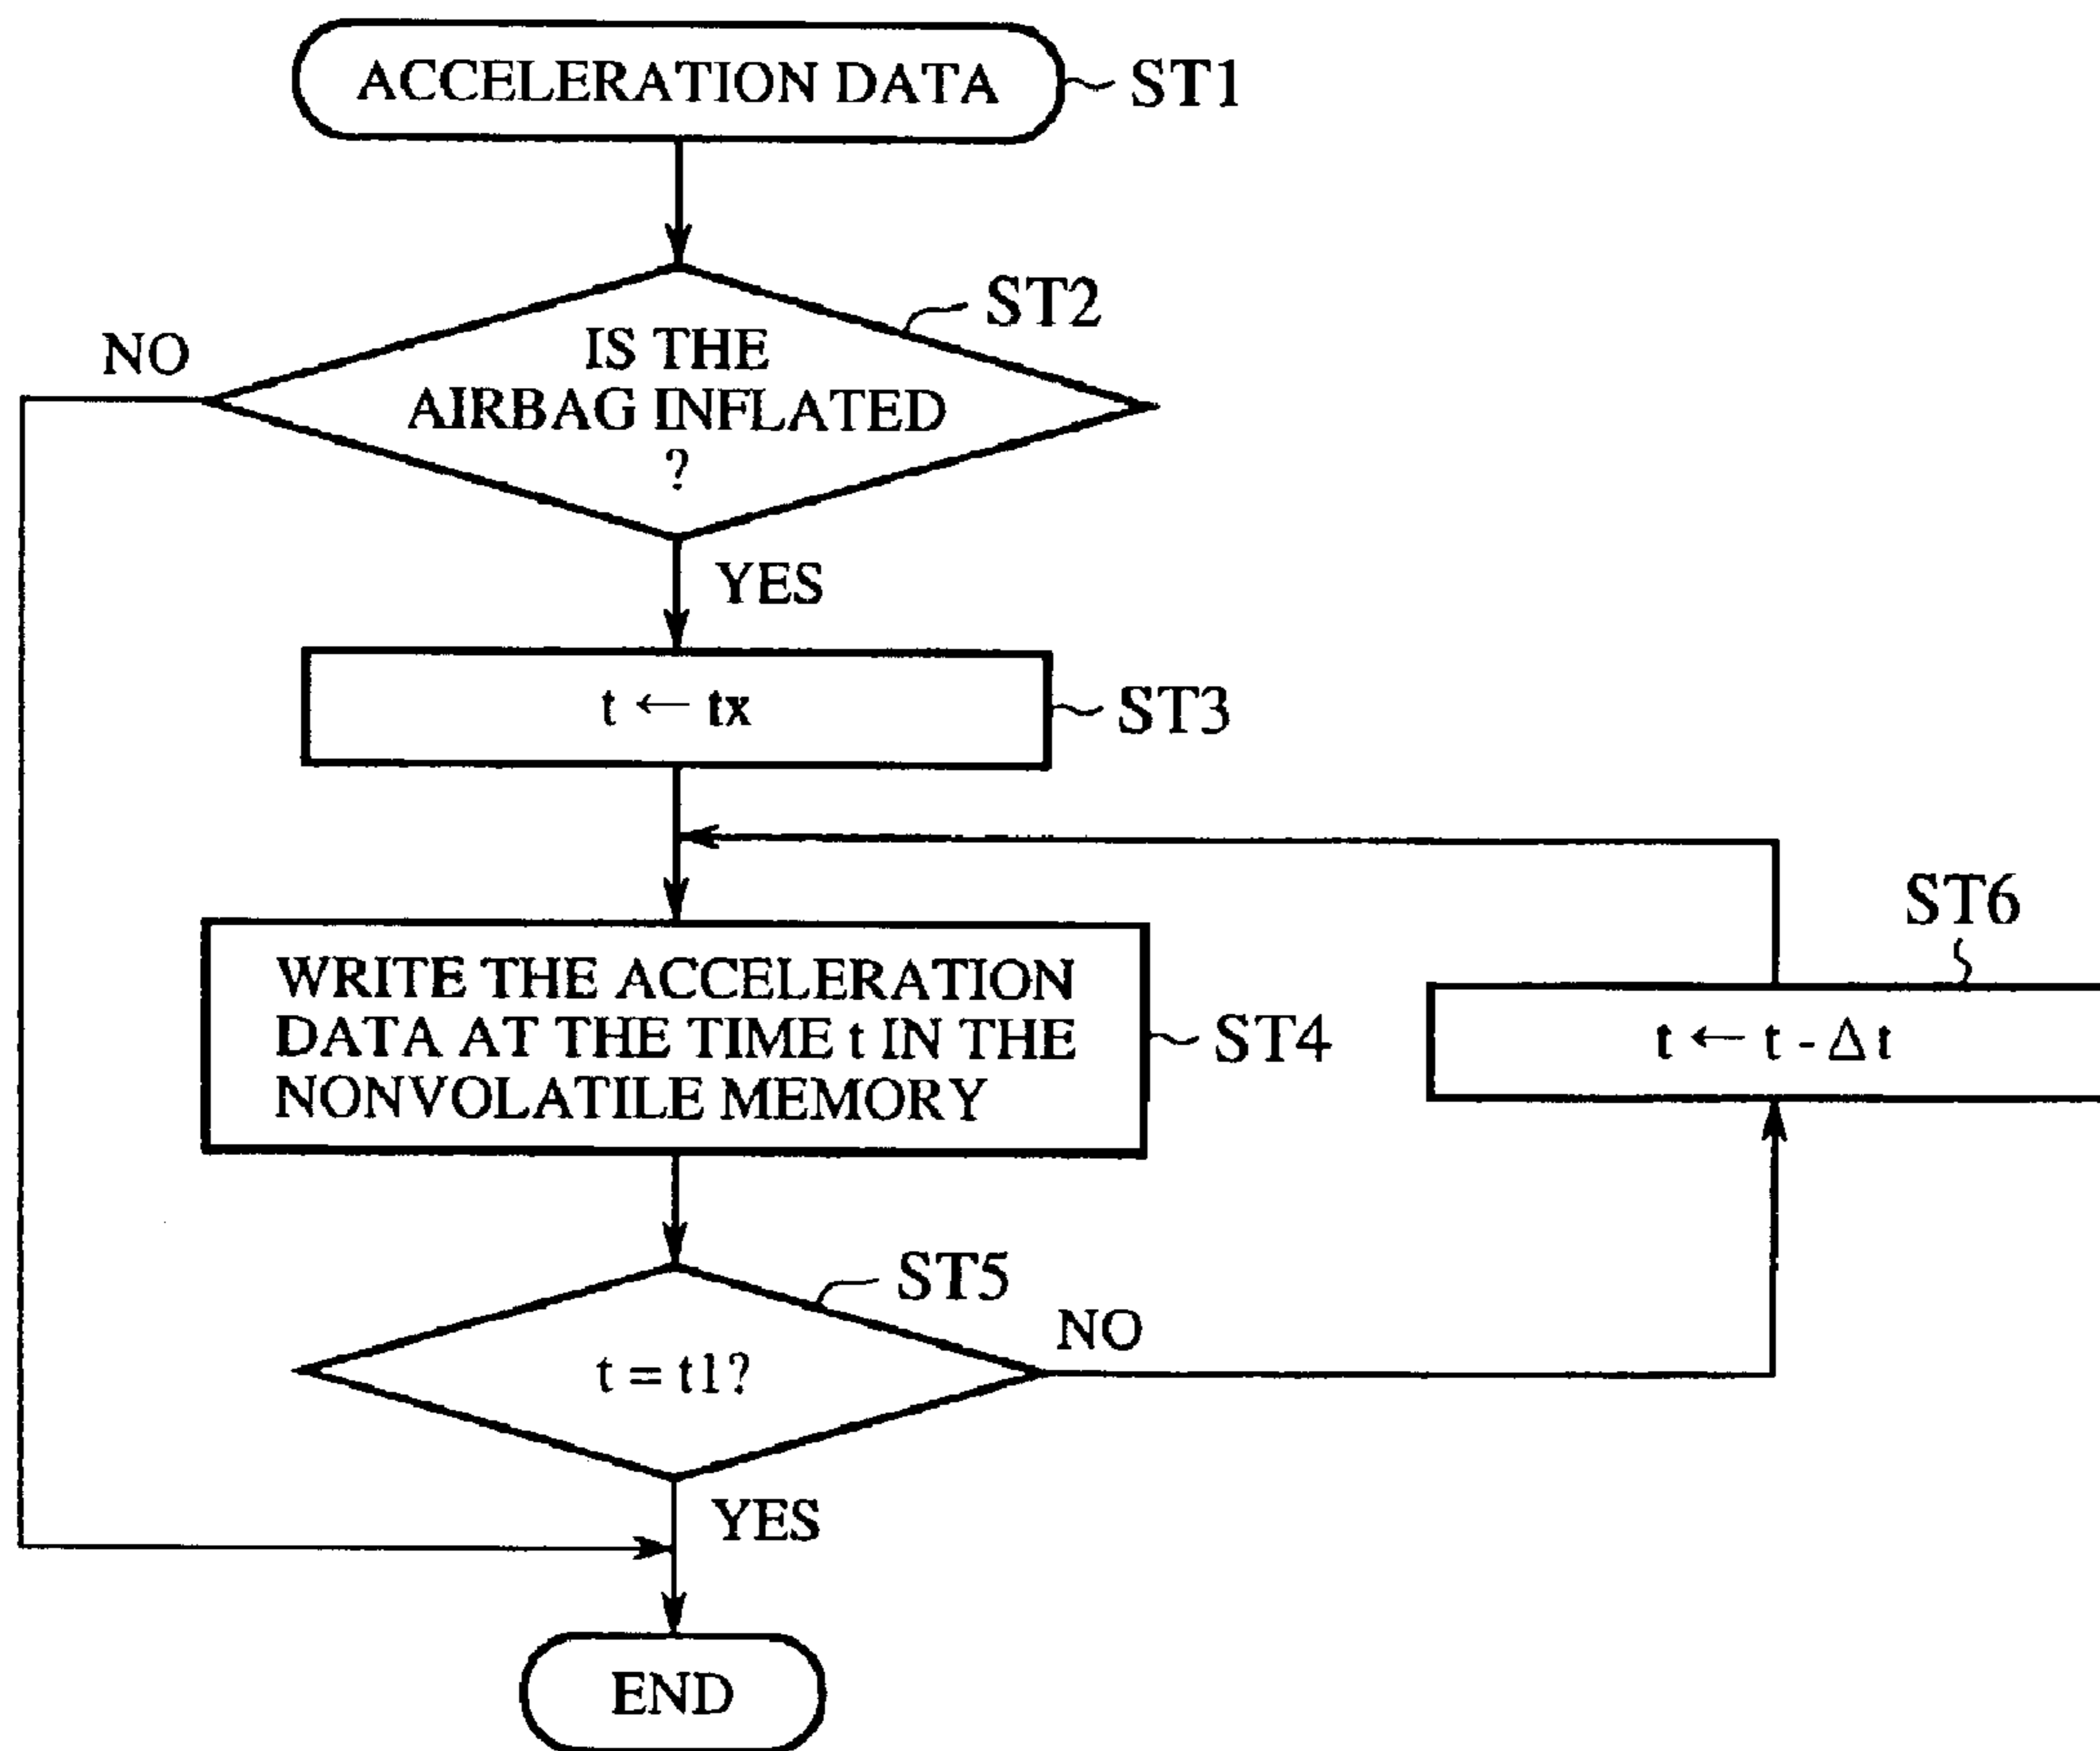 ACCELERATION DATA
ST1
ST2
IS THE
AIRBAG INFLATED
?
NO
YES
t ← tx
ST3
ST6
WRITE THE ACCELERATION
DATA AT THE TIME t IN THE
NONVOLATILE MEMORY
ST4
t ← t - Δt
ST5
NO
t = t1?
YES
END